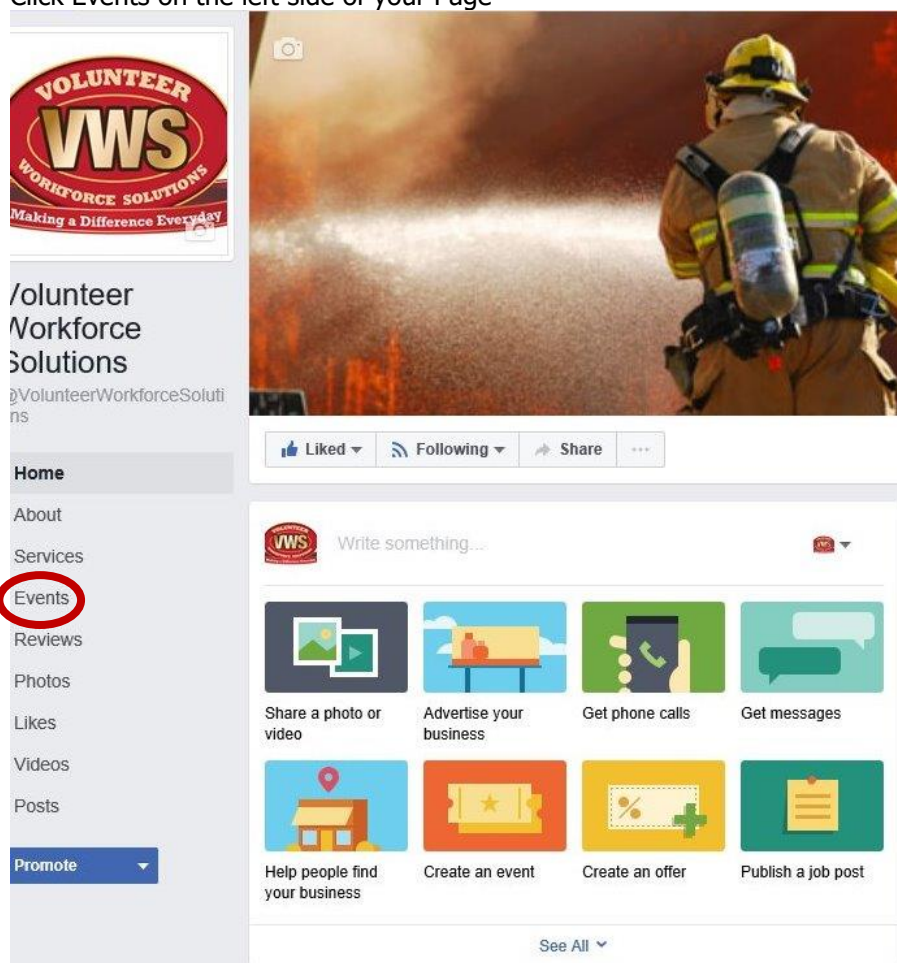 Click Events on the left side of your Page
VOLUNTEER
VWS
WORKFORCE SOLUTIONS
Making a Difference Everyday
Volunteer
Workforce
Solutions
@VolunteerWorkforceSoluti
ns
Liked
Following
Share
Home
About
Services
Events
Reviews
Photos
Likes
Videos
Posts
Promote
VOLUNTEER
VWS
Write something...
Share a photo or
video
Advertise your
business
Get phone calls
Get messages
Help people find
your business
Create an event
%
Create an offer
Publish a job post
See All